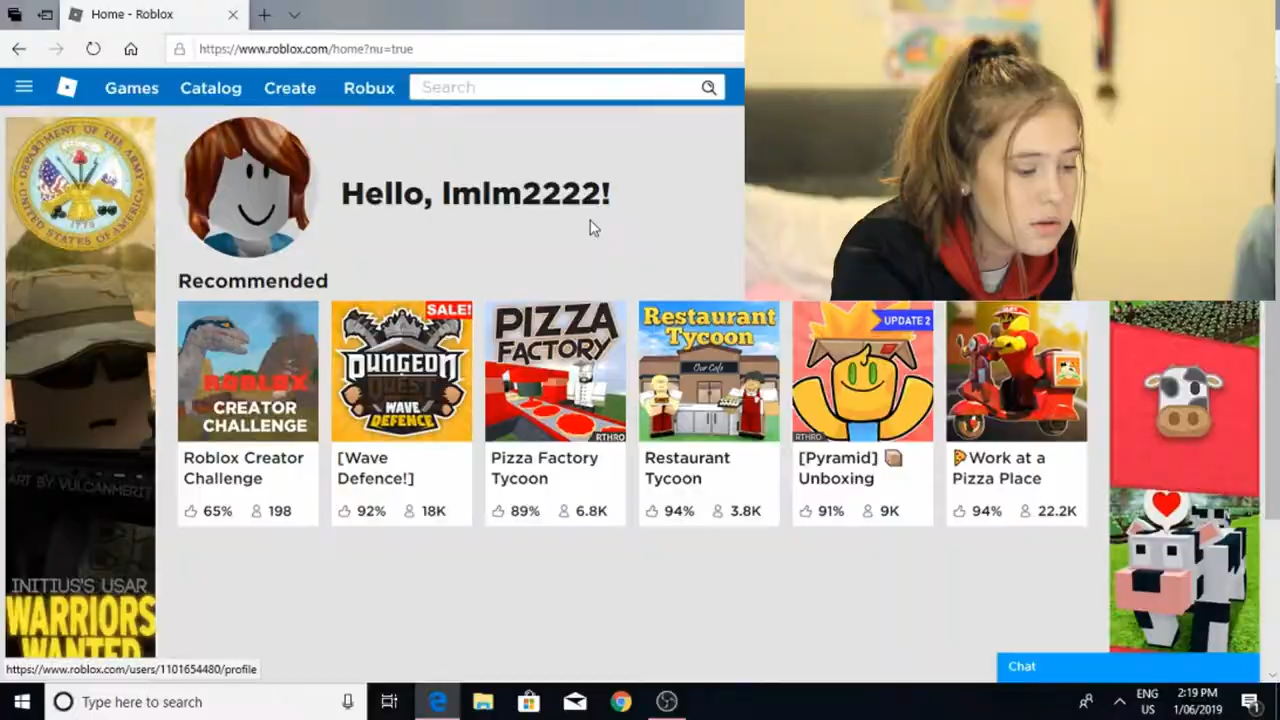 Home - Roblox
https://www.roblox.com/home?nu=true
Games Catalog Create Robux Search
DEPARTMENT OF THE ARMY
UNITED STATES OF AMERICA
1775
Hello, lmlm2222!
Recommended
ROBLOX
CREATOR
CHALLENGE
Roblox Creator
Challenge
65% 198
SALE!
DUNGEON
QUEST
WAVE
DEFENCE
[Wave
Defence!]
92% 18K
PIZZA
FACTORY
RTHRO
Pizza Factory
Tycoon
89% 6.8K
Restaurant
Tycoon
Our Cafe
Restaurant
Tycoon
94% 3.8K
UPDATE 2
RTHRO
[Pyramid] 📦
Unboxing
91% 9K
🍕Work at a
Pizza Place
94% 22.2K
ART BY VULCANMERIT
INITIUS'S USAR
WARRIORS
WANTED
https://www.roblox.com/users/1101654480/profile
Chat
Type here to search
ENG
US
2:19 PM
1/06/2019
1